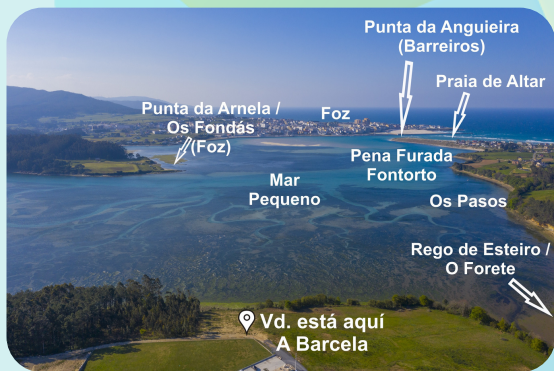 Punta da Anguieira
(Barreiros)
Praia de Altar
Punta da Arnela /
Os Fondás
(Foz)
Foz
Pena Furada
Fontorto
Mar
Pequeno
Os Pasos
Rego de Esteiro /
O Forete
Vd. está aquí
A Barcela